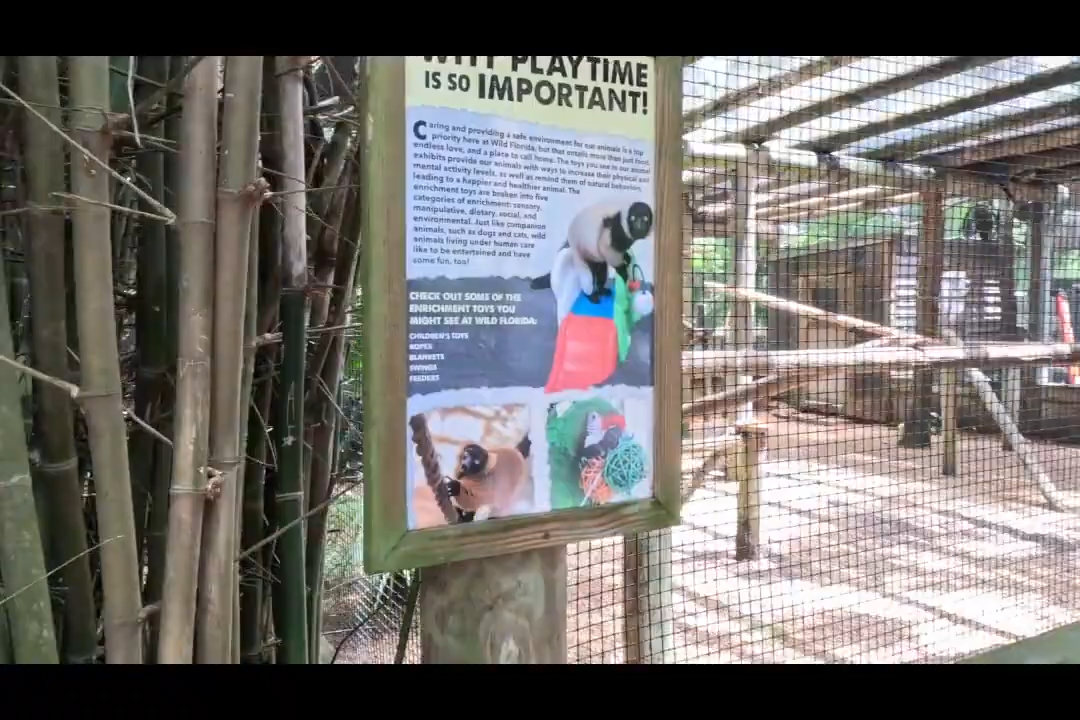 WHY PLAYTIME
IS SO IMPORTANT!
Caring and providing a safe environment for our animals is a top
priority here at Wild Florida, but that entails more than just food,
endless love, and a place to call home. The toys you see in our animal
exhibits provide our animals with ways to increase their physical and
mental activity levels, as well as remind them of natural behaviors,
leading to a happier and healthier animal. The
enrichment toys are broken into five
categories of enrichment: sensory,
manipulative, dietary, social, and
environmental. Just like companion
animals, such as dogs and cats, wild
animals living under human care
like to be entertained and have
some fun, too!
CHECK OUT SOME OF THE
ENRICHMENT TOYS YOU
MIGHT SEE AT WILD FLORIDA:
CHILDREN'S TOYS
ROPES
BLANKETS
SWINGS
FEEDERS